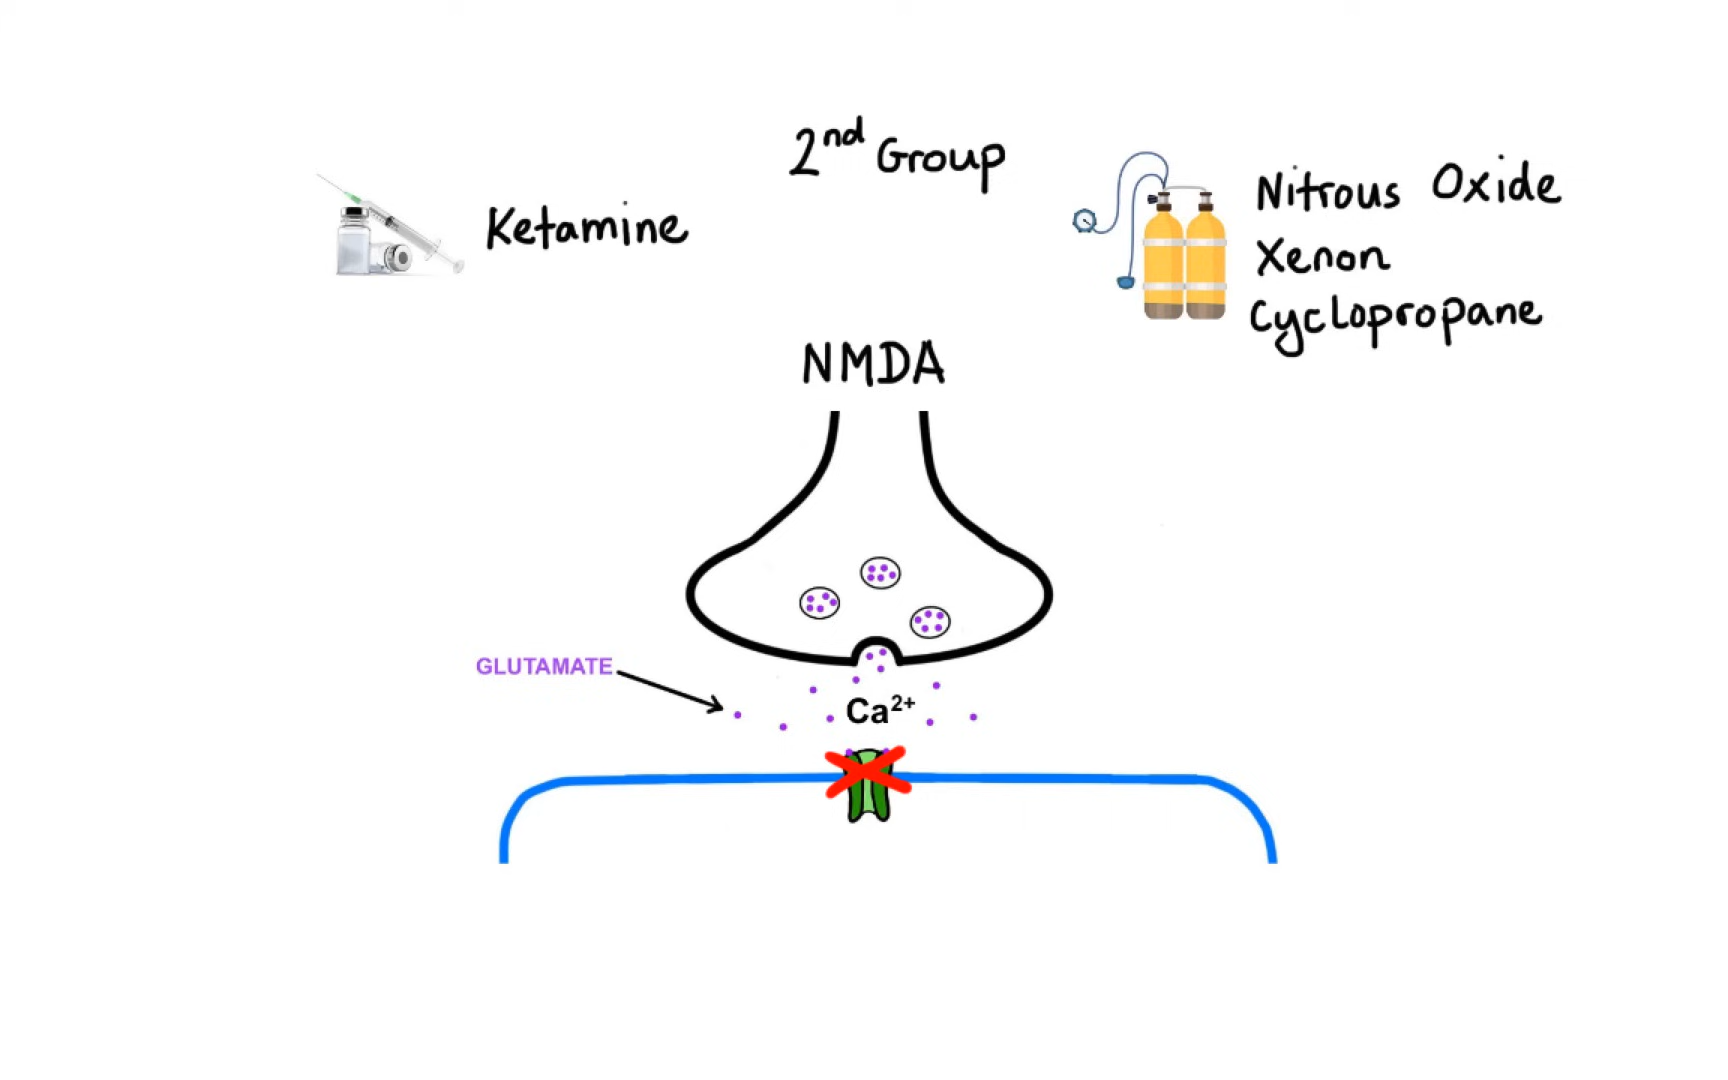 2nd Group
Ketamine
Nitrous Oxide
Xenon
Cyclopropane
NMDA
GLUTAMATE
Ca2+